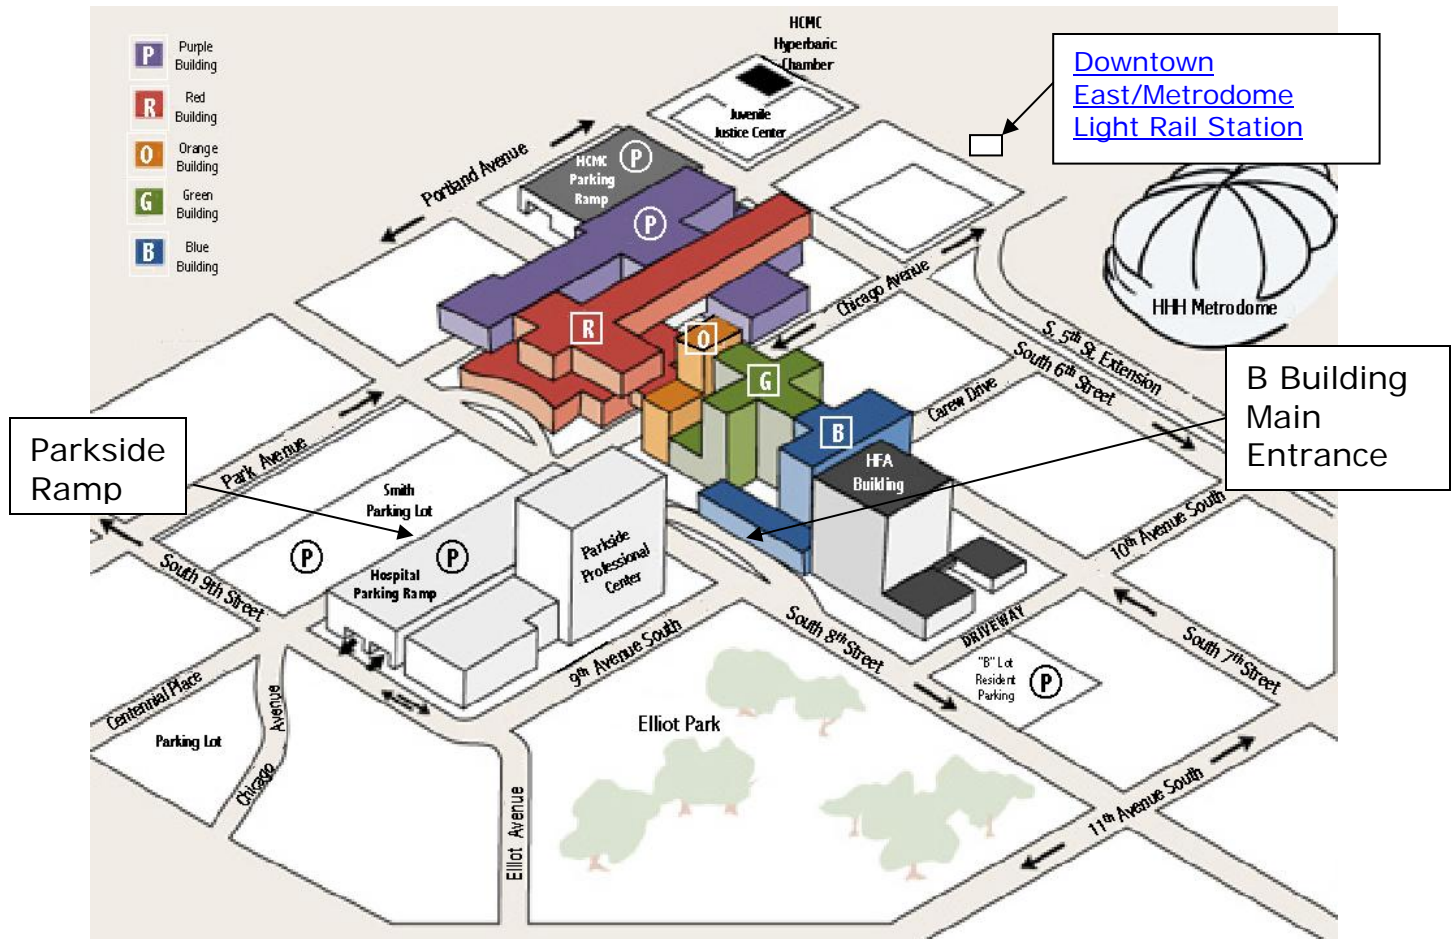 P
Purple
Building
R
Red
Building
O
Orange
Building
G
Green
Building
B
Blue
Building
HCMC
Hyperbaric
Chamber
Juvenile
Justice Center
Downtown
East/Metrodome
Light Rail Station
Portland Avenue
HCMC
Parking
Ramp
P
P
R
O
G
B
Chicago Avenue
HHH Metrodome
S. 5th St. Extension
South 6th Street
Carew Drive
B Building
Main
Entrance
HFA
Building
Parkside
Ramp
Park Avenue
Smith
Parking Lot
P
P
Hospital
Parking Ramp
Parkside
Professional
Center
South 9th Street
10th Avenue South
South 7th Street
DRIVEWAY
South 8th Street
9th Avenue South
"B" Lot
Resident
Parking
P
Centennial Place
Parking Lot
Chicago
Avenue
Elliot Park
Elliot Avenue
11th Avenue South